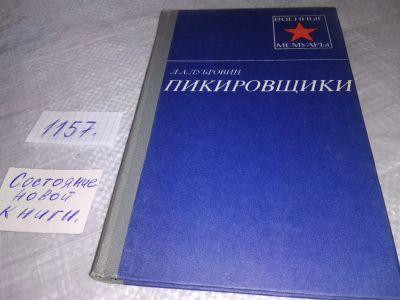 ВОЕННЫЕ
МЕМУАРЫ
Л.А.ДУБРОВИН
ПИКИРОВЩИКИ
1157.
Состояние
новой
книги.